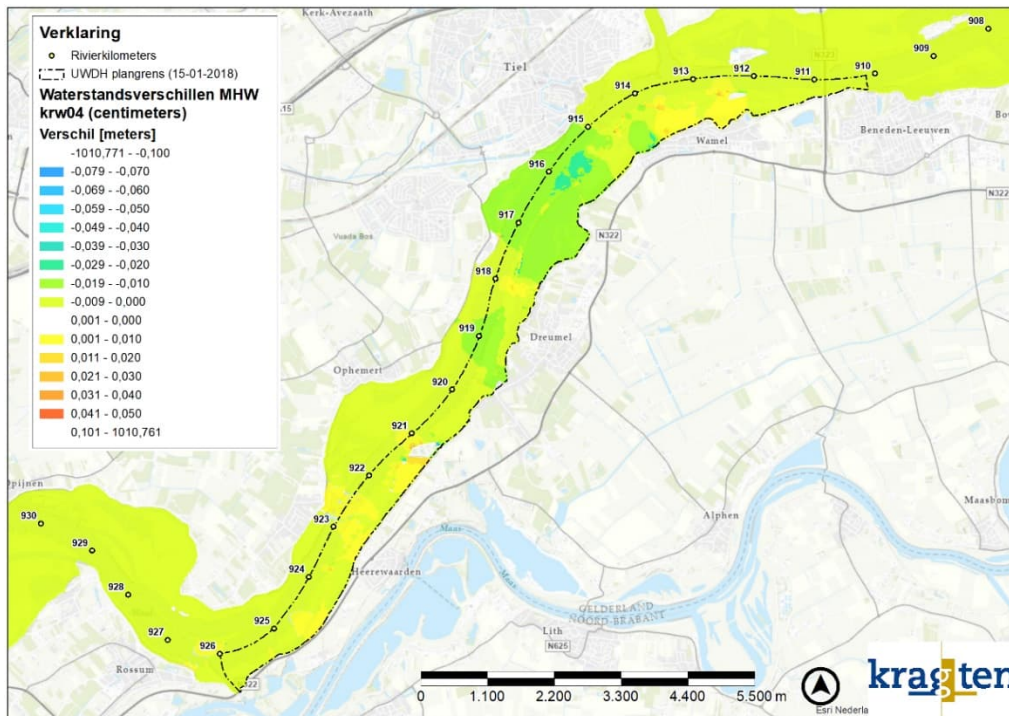 Verklaring
Rivierkilometers
UWDH plangrens (15-01-2018)
Waterstandsverschillen MHW
krw04 (centimeters)
Verschil [meters]
-1010,771 - -0,100
-0,079 - -0,070
-0,069 - -0,060
-0,059 - -0,050
-0,049 - -0,040
-0,039 - -0,030
-0,029 - -0,020
-0,019 - -0,010
-0,009 - 0,000
0,001 - 0,000
0,001 - 0,010
0,011 - 0,020
0,021 - 0,030
0,031 - 0,040
0,041 - 0,050
0,101 - 1010,761
Kerk-Avezaath
Tiel
908
909
N323
910
911
912
913
914
915
Wamel
Beneden-Leeuwen
916
N322
917
N322
918
919
Dreumel
Ophemert
920
921
922
Opijnen
930
923
Alphen
Maasbom
929
Maas
924
Heerewaarden
Maas
928
GELDERLAND
NOORD-BRABANT
925
Lith
927
926
N625
Rossum
0
1.100
2.200
3.300
4.400
5.500 m
kragten
Esri Nederla